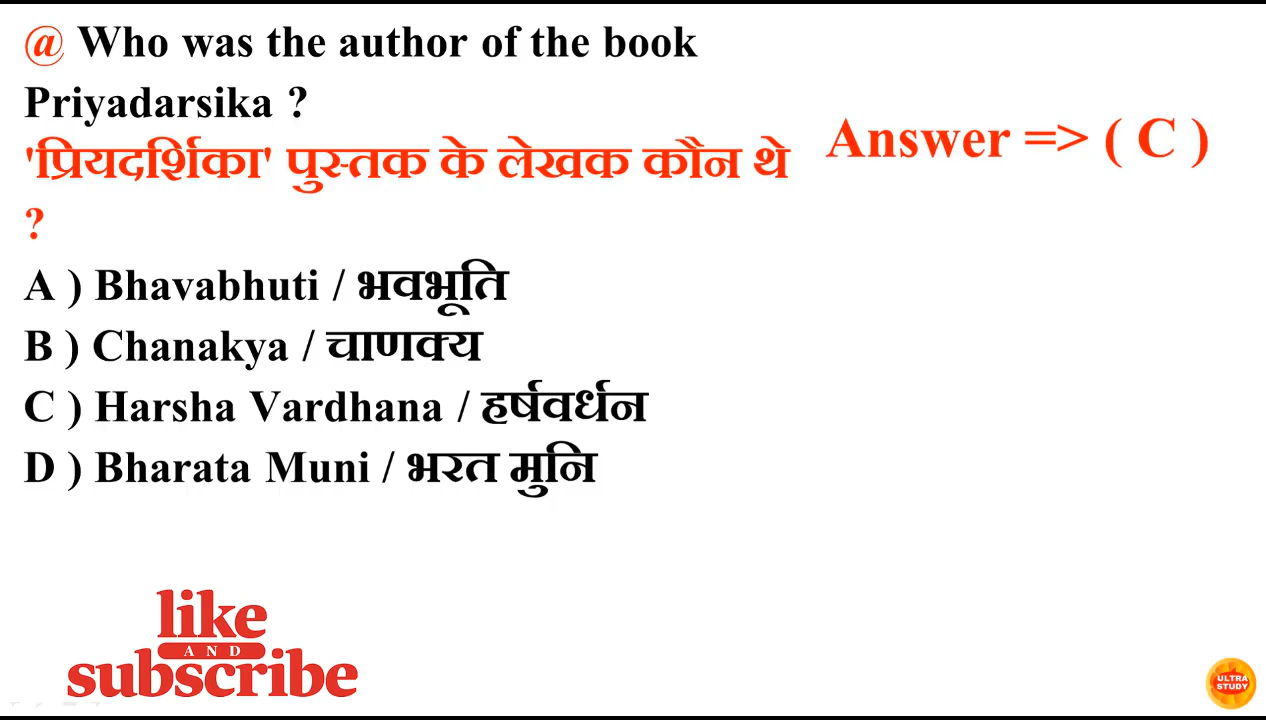 @ Who was the author of the book
Priyadarsika ?
'प्रियदर्शिका' पुस्तक के लेखक कौन थे
?
Answer => ( C )
A ) Bhavabhuti / भवभूति
B ) Chanakya / चाणक्य
C ) Harsha Vardhana / हर्षवर्धन
D ) Bharata Muni / भरत मुनि
like
AND
subscribe
ULTRA
STUDY